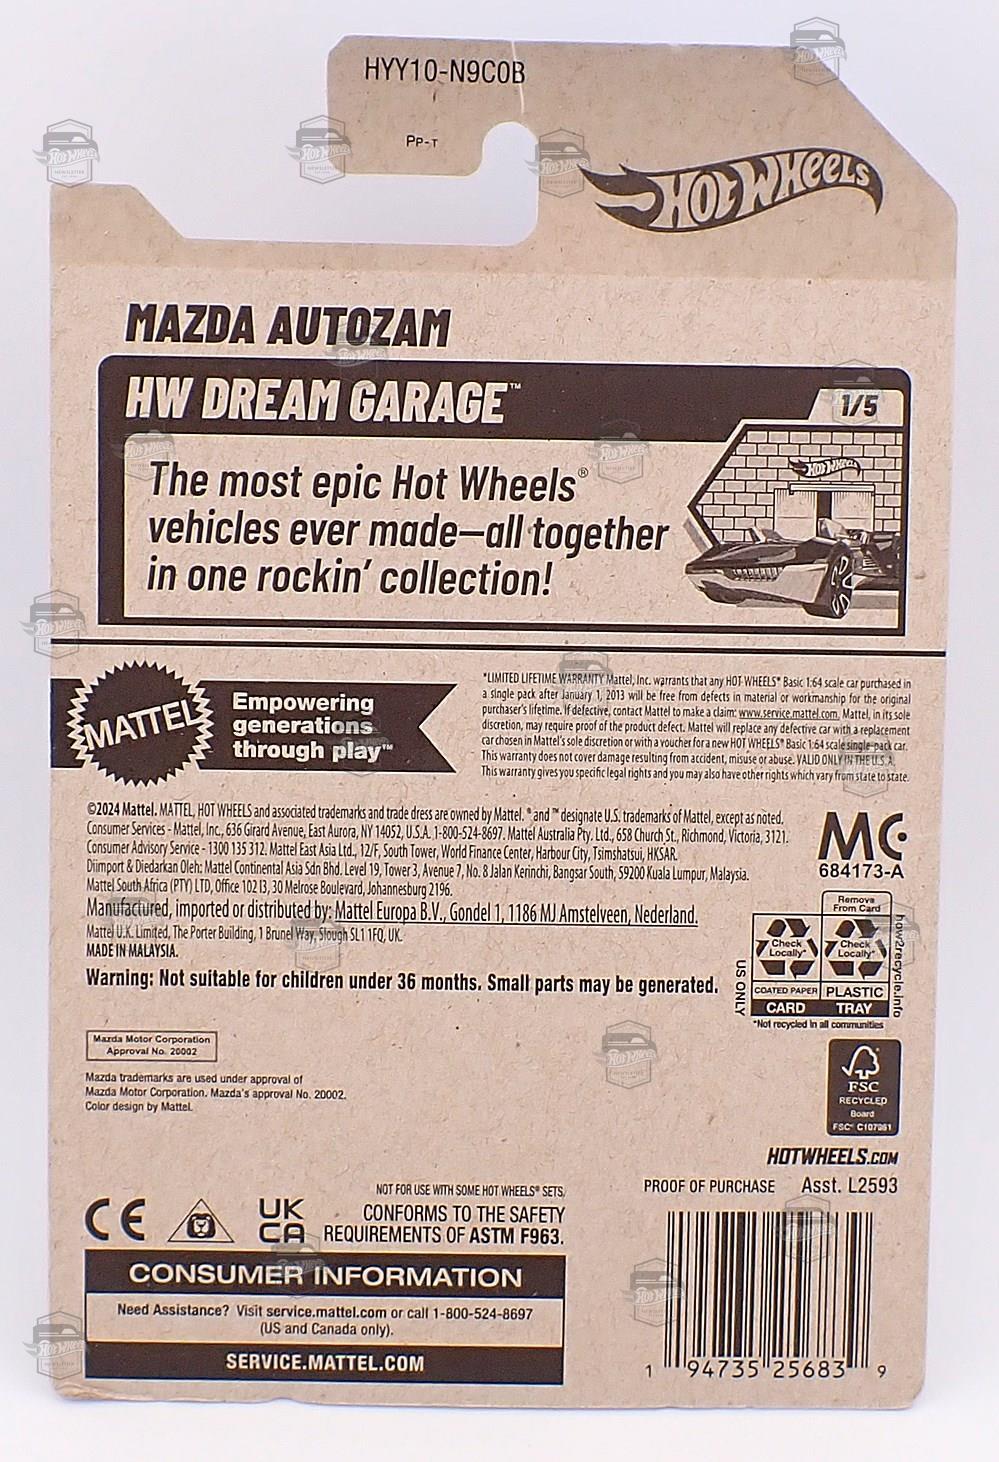 HYY10-N9C0B
PP-T
HOT WHEELS
MAZDA AUTOZAM
HW DREAM GARAGE™
1/5
The most epic Hot Wheels®
vehicles ever made—all together
in one rockin' collection!
HOT WHEELS
MATTEL
Empowering
generations
through play™
*LIMITED LIFETIME WARRANTY Mattel, Inc. warrants that any HOT WHEELS® Basic 1:64 scale car purchased in
a single pack after January 1, 2013 will be free from defects in material or workmanship for the original
purchaser's lifetime. If defective, contact Mattel to make a claim: www.service.mattel.com. Mattel, in its sole
discretion, may require proof of the product defect. Mattel will replace any defective car with a replacement
car chosen in Mattel's sole discretion or with a voucher for a new HOT WHEELS® Basic 1:64 scale single-pack car.
This warranty does not cover damage resulting from accident, misuse or abuse. VALID ONLY IN THE U.S.A.
This warranty gives you specific legal rights and you may also have other rights which vary from state to state.
©2024 Mattel. MATTEL, HOT WHEELS and associated trademarks and trade dress are owned by Mattel. ® and ™ designate U.S. trademarks of Mattel, except as noted.
Consumer Services - Mattel, Inc., 636 Girard Avenue, East Aurora, NY 14052, U.S.A. 1-800-524-8697. Mattel Australia Pty. Ltd., 658 Church St., Richmond, Victoria, 3121.
Consumer Advisory Service - 1300 135 312. Mattel East Asia Ltd., 12/F, South Tower, World Finance Center, Harbour City, Tsimshatsui, HKSAR.
Diimport & Diedarkan Oleh: Mattel Continental Asia Sdn Bhd. Level 19, Tower 3, Avenue 7, No. 8 Jalan Kerinchi, Bangsar South, 59200 Kuala Lumpur, Malaysia.
Mattel South Africa (PTY) LTD, Office 102 I3, 30 Melrose Boulevard, Johannesburg 2196.
Manufactured, imported or distributed by: Mattel Europa B.V., Gondel 1, 1186 MJ Amstelveen, Nederland.
Mattel U.K. Limited, The Porter Building, 1 Brunel Way, Slough SL1 1FQ, UK.
MADE IN MALAYSIA.
Warning: Not suitable for children under 36 months. Small parts may be generated.
MC
684173-A
Remove
From Card
Check
Locally*
Check
Locally*
COATED PAPER
PLASTIC
CARD
TRAY
US ONLY
how2recycle.info
*Not recycled in all communities
Mazda Motor Corporation
Approval No. 20002
Mazda trademarks are used under approval of
Mazda Motor Corporation. Mazda's approval No. 20002.
Color design by Mattel.
FSC
RECYCLED
Board
FSC® C107981
HOTWHEELS.COM
PROOF OF PURCHASE Asst. L2593
NOT FOR USE WITH SOME HOT WHEELS® SETS.
CONFORMS TO THE SAFETY
REQUIREMENTS OF ASTM F963.
CE
UK
CA
CONSUMER INFORMATION
Need Assistance? Visit service.mattel.com or call 1-800-524-8697
(US and Canada only).
SERVICE.MATTEL.COM
1 94735 25683 9